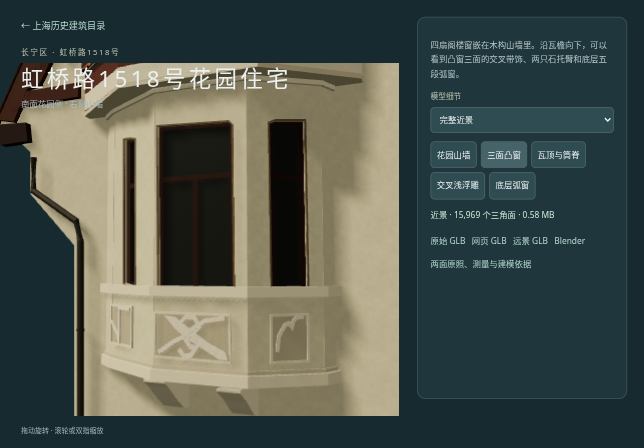 ← 上海历史建筑目录
长宁区 · 虹桥路1518号
虹桥路1518号花园住宅
四扇阁楼窗嵌在木构山墙里。沿瓦檐向下，可以
看到凸窗三面的交叉带饰、两只石托臂和底层五
段弧窗。
模型细节
完整近景
花园山墙 三面凸窗 瓦顶与筒脊
交叉浅浮雕 底层弧窗
近景 · 15,969 个三角面 · 0.58 MB
原始 GLB 网页 GLB 远景 GLB Blender
两面原照、测量与建模依据
拖动旋转 · 滚轮或双指缩放